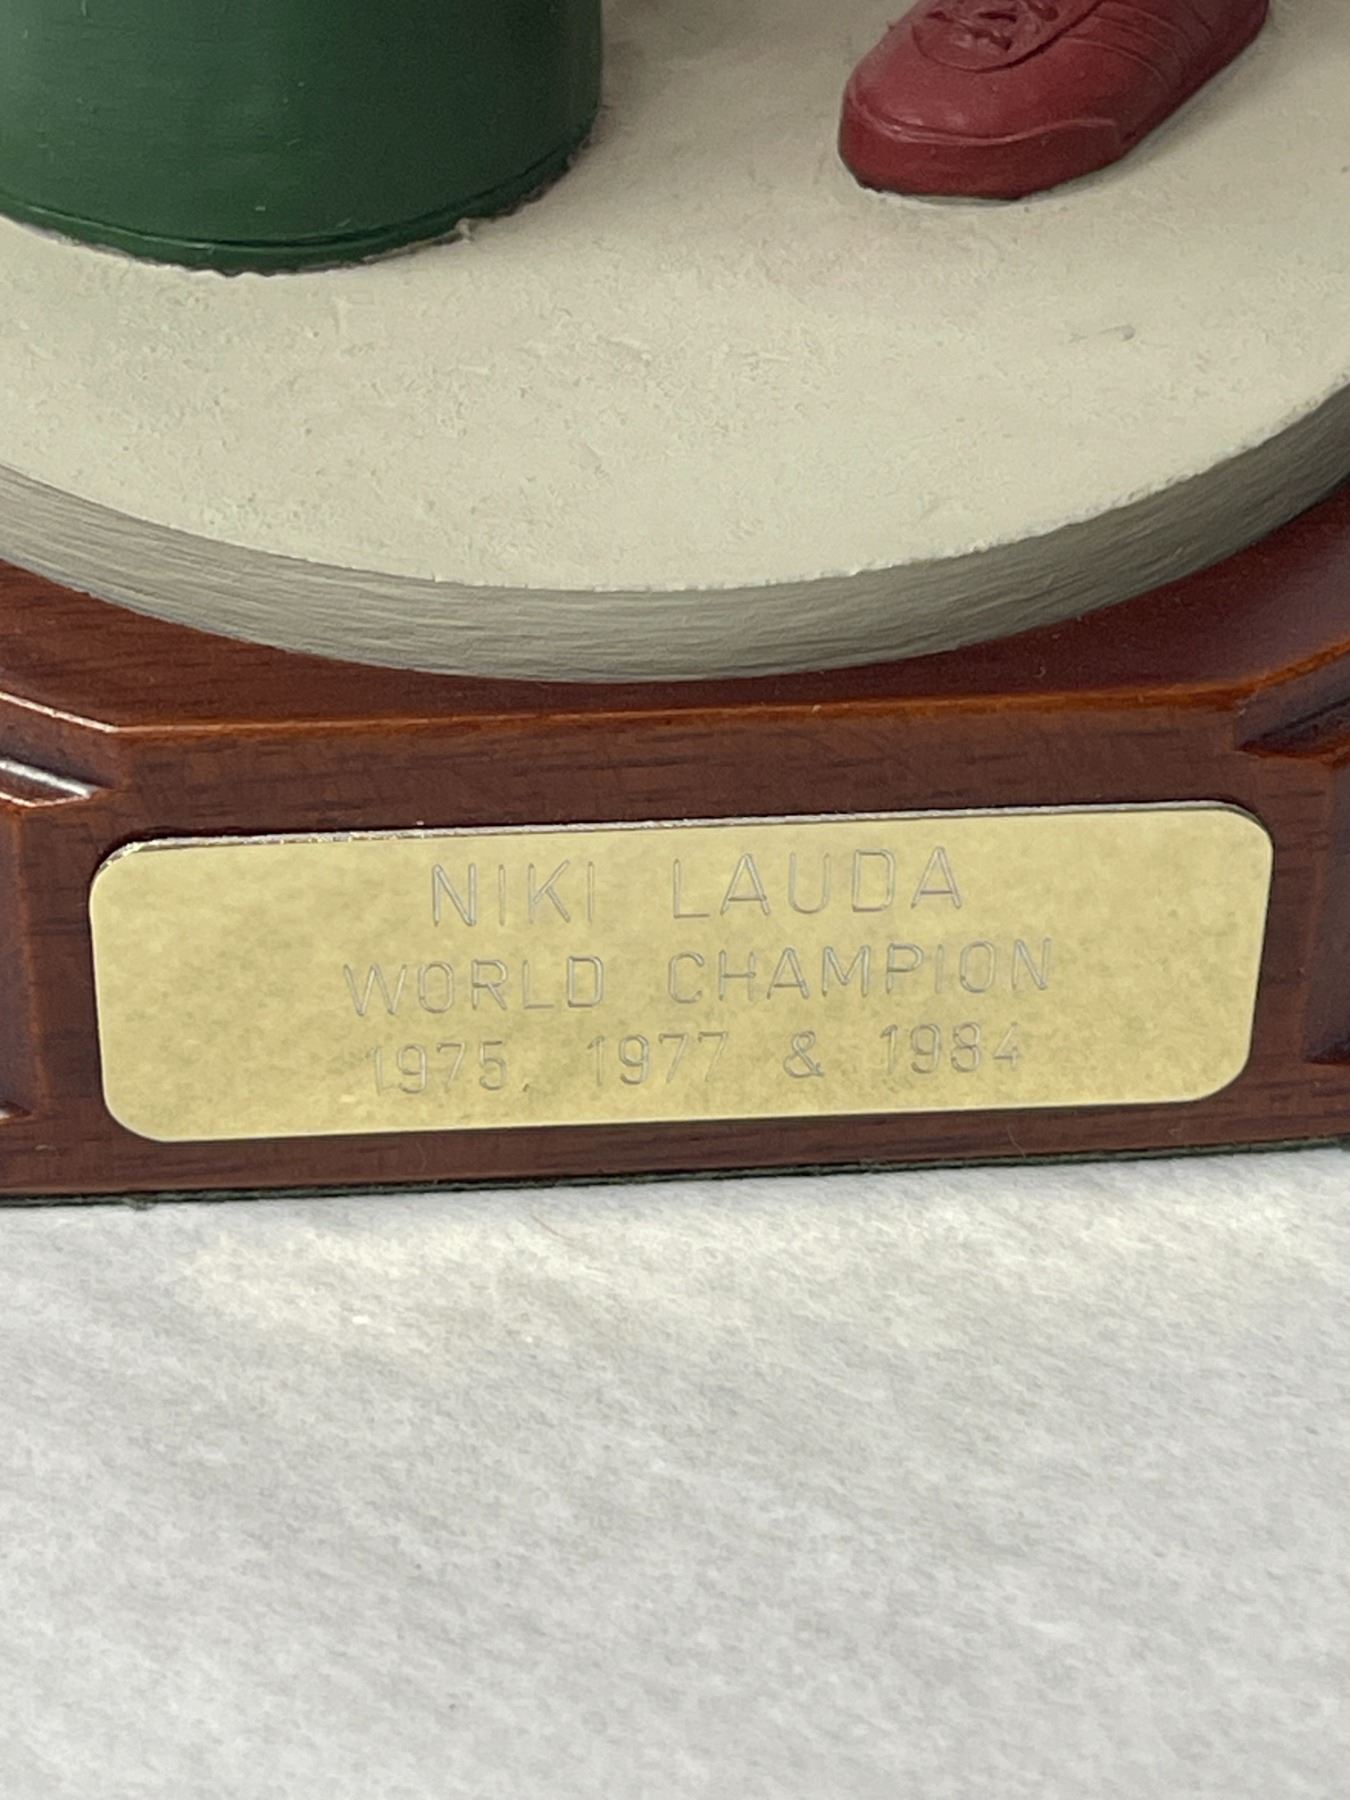 NIKI LAUDA
WORLD CHAMPION
1975, 1977 & 1984